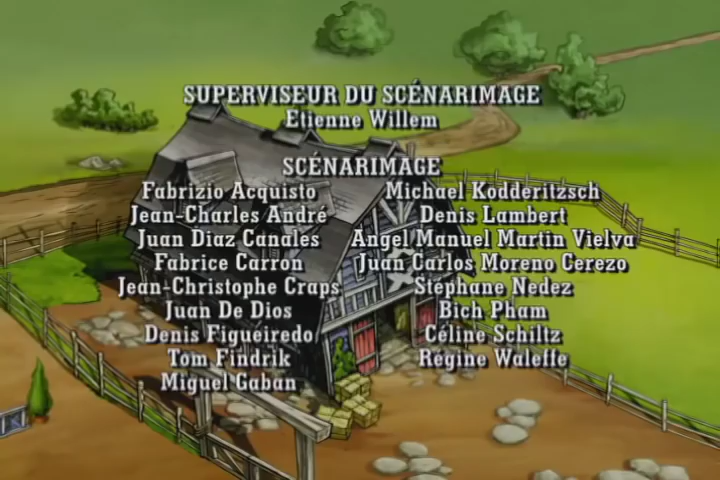 SUPERVISEUR DU SCÉNARIMAGE
Etienne Willem
SCÉNARIMAGE
Fabrizio Acquisto
Jean-Charles André
Juan Diaz Canales
Fabrice Carron
Jean-Christophe Craps
Juan De Dios
Denis Figueiredo
Tom Findrik
Miguel Gaban
Michael Kodderitzsch
Denis Lambert
Angel Manuel Martin Vielva
Juan Carlos Moreno Cerezo
Stéphane Nedez
Bich Pham
Céline Schiltz
Régine Waleffe